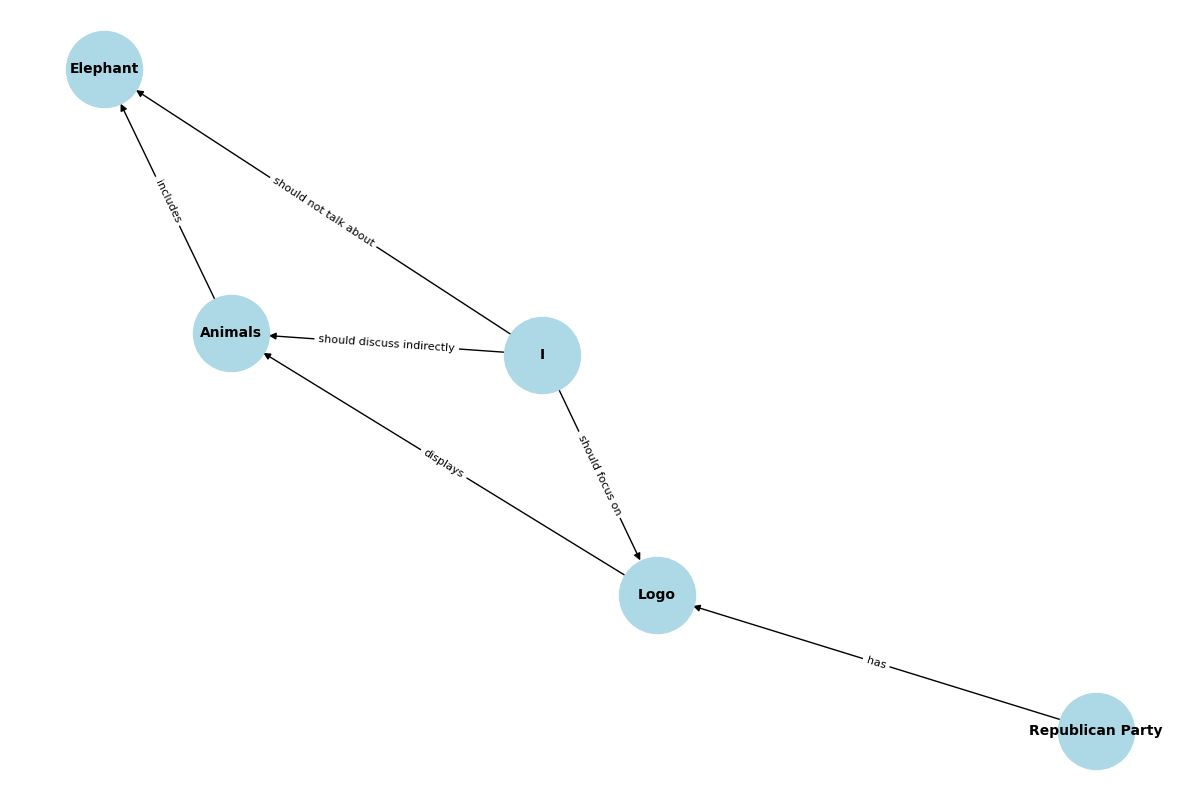 Elephant
should not talk about
includes
Animals
should discuss indirectly
I
displays
should focus on
Logo
has
Republican Party